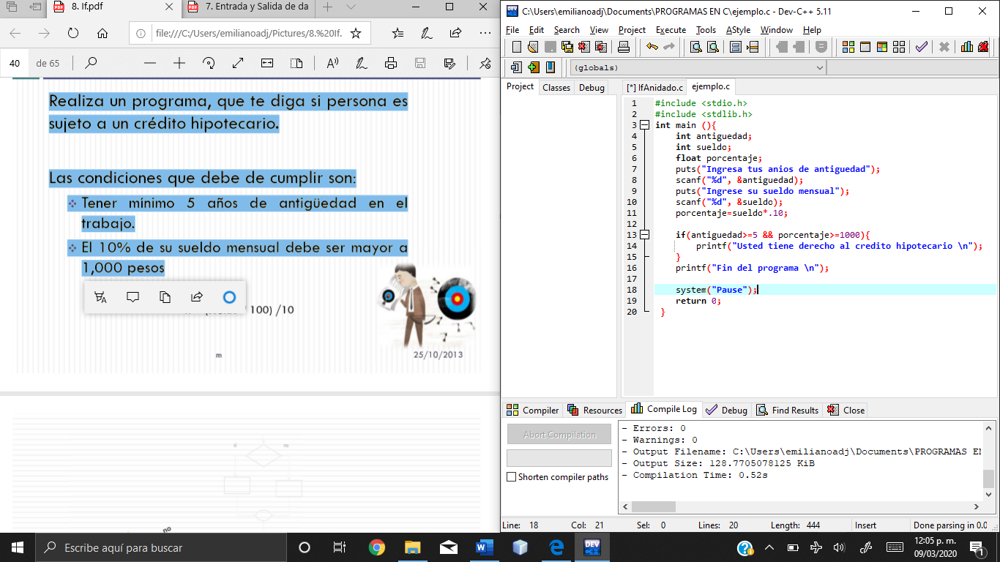 8. If.pdf
7. Entrada y Salida de da
file:///C:/Users/emilianoadj/Pictures/8.%20If.
40 de 65
Realiza un programa, que te diga si persona es
sujeto a un crédito hipotecario.
Las condiciones que debe de cumplir son:
Tener mínimo 5 años de antigüedad en el
trabajo.
El 10% de su sueldo mensual debe ser mayor a
1,000 pesos
100) /10
m
25/10/2013
si no
no
C:\Users\emilianoadj\Documents\PROGRAMAS EN C\ejemplo.c - Dev-C++ 5.11
File Edit Search View Project Execute Tools AStyle Window Help
(globals)
Project Classes Debug
[*] IfAnidado.c ejemplo.c
1 #include <stdio.h>
2 #include <stdlib.h>
3 int main (){
4 int antiguedad;
5 int sueldo;
6 float porcentaje;
7 puts("Ingresa tus anios de antiguedad");
8 scanf("%d", &antiguedad);
9 puts("Ingrese su sueldo mensual");
10 scanf("%d", &sueldo);
11 porcentaje=sueldo*.10;
12
13 if(antiguedad>=5 && porcentaje>=1000){
14 printf("Usted tiene derecho al credito hipotecario \n");
15 }
16 printf("Fin del programa \n");
17
18 system("Pause");
19 return 0;
20 }
Compiler Resources Compile Log Debug Find Results Close
Abort Compilation
Shorten compiler paths
- Errors: 0
- Warnings: 0
- Output Filename: C:\Users\emilianoadj\Documents\PROGRAMAS EN
- Output Size: 128.7705078125 KiB
- Compilation Time: 0.52s
Line: 18 Col: 21 Sel: 0 Lines: 20 Length: 444 Insert Done parsing in 0.0
Escribe aquí para buscar
12:05 p. m.
09/03/2020
1